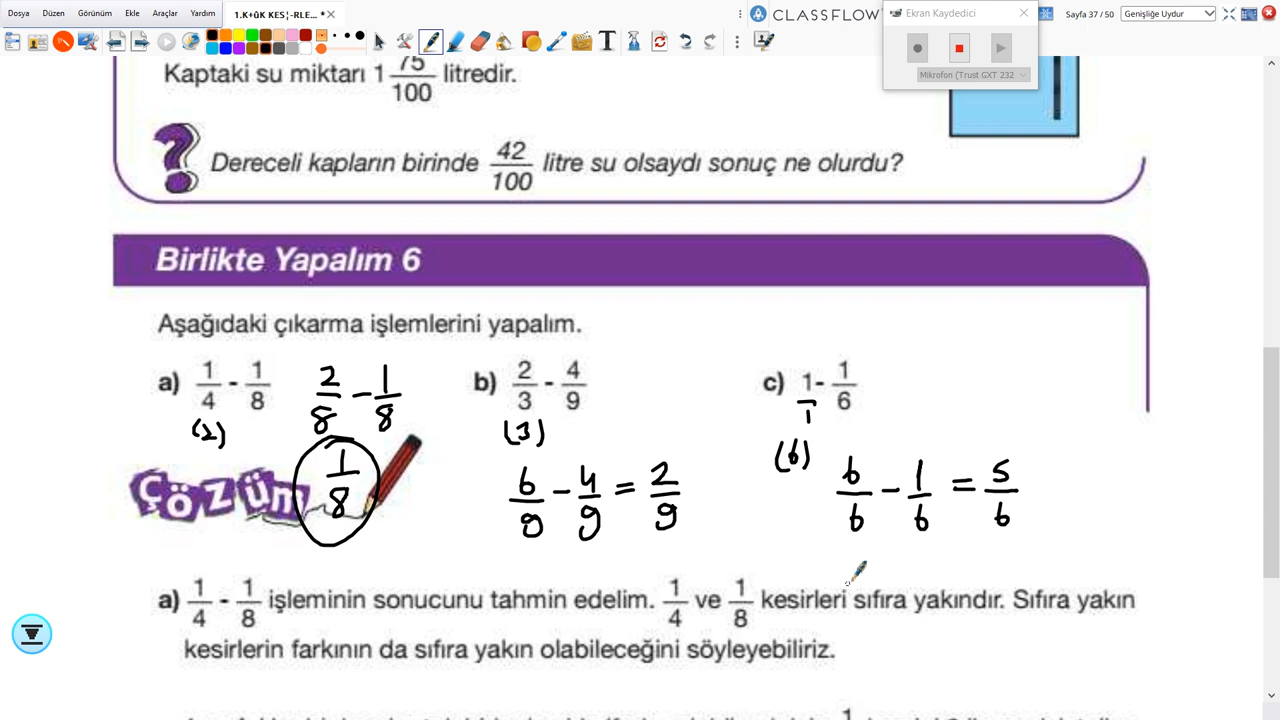 Dosya Düzen Görünüm Ekle Araçlar Yardım
1.K+ûK KES¦-RLE... *
CLASSFLOW
Ekran Kaydedici
Sayfa 37 / 50
Genişliğe Uydur
Mikrofon (Trust GXT 232
Kaptaki su miktarı 1 75/100 litredir.
? Dereceli kapların birinde 42/100 litre su olsaydı sonuç ne olurdu?
Birlikte Yapalım 6
Aşağıdaki çıkarma işlemlerini yapalım.
a) 1/4 - 1/8 2/8 - 1/8 b) 2/3 - 4/9 c) 1/1 - 1/6
(2) (3) (6)
Çözüm 1/8 6/9 - 4/9 = 2/9 6/6 - 1/6 = 5/6
a) 1/4 - 1/8 işleminin sonucunu tahmin edelim. 1/4 ve 1/8 kesirleri sıfıra yakındır. Sıfıra yakın
kesirlerin farkının da sıfıra yakın olabileceğini söyleyebiliriz.